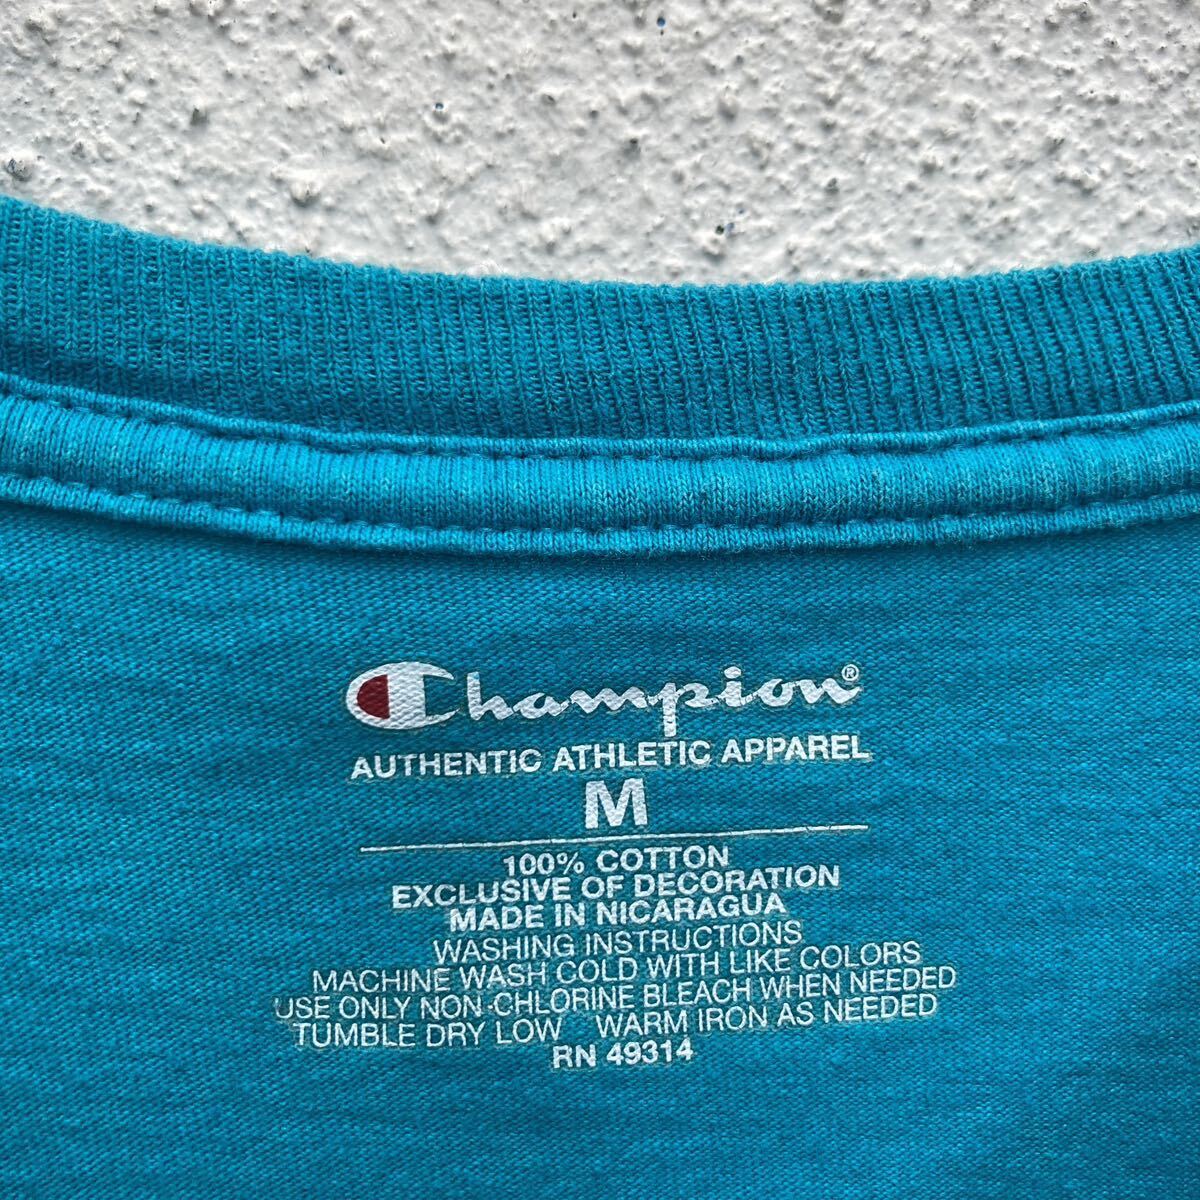 Champion®
AUTHENTIC ATHLETIC APPAREL
M
100% COTTON
EXCLUSIVE OF DECORATION
MADE IN NICARAGUA
WASHING INSTRUCTIONS
MACHINE WASH COLD WITH LIKE COLORS
USE ONLY NON-CHLORINE BLEACH WHEN NEEDED
TUMBLE DRY LOW WARM IRON AS NEEDED
RN 49314